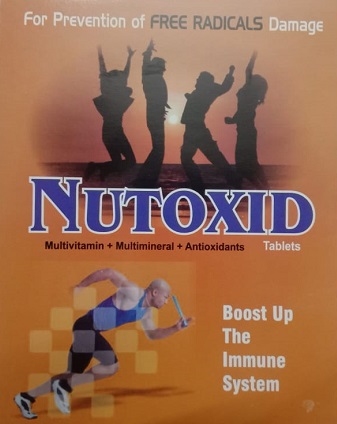 For Prevention of FREE RADICALS Damage
NUTOXID
Multivitamin + Multimineral + Antioxidants Tablets
Boost Up
The
Immune
System